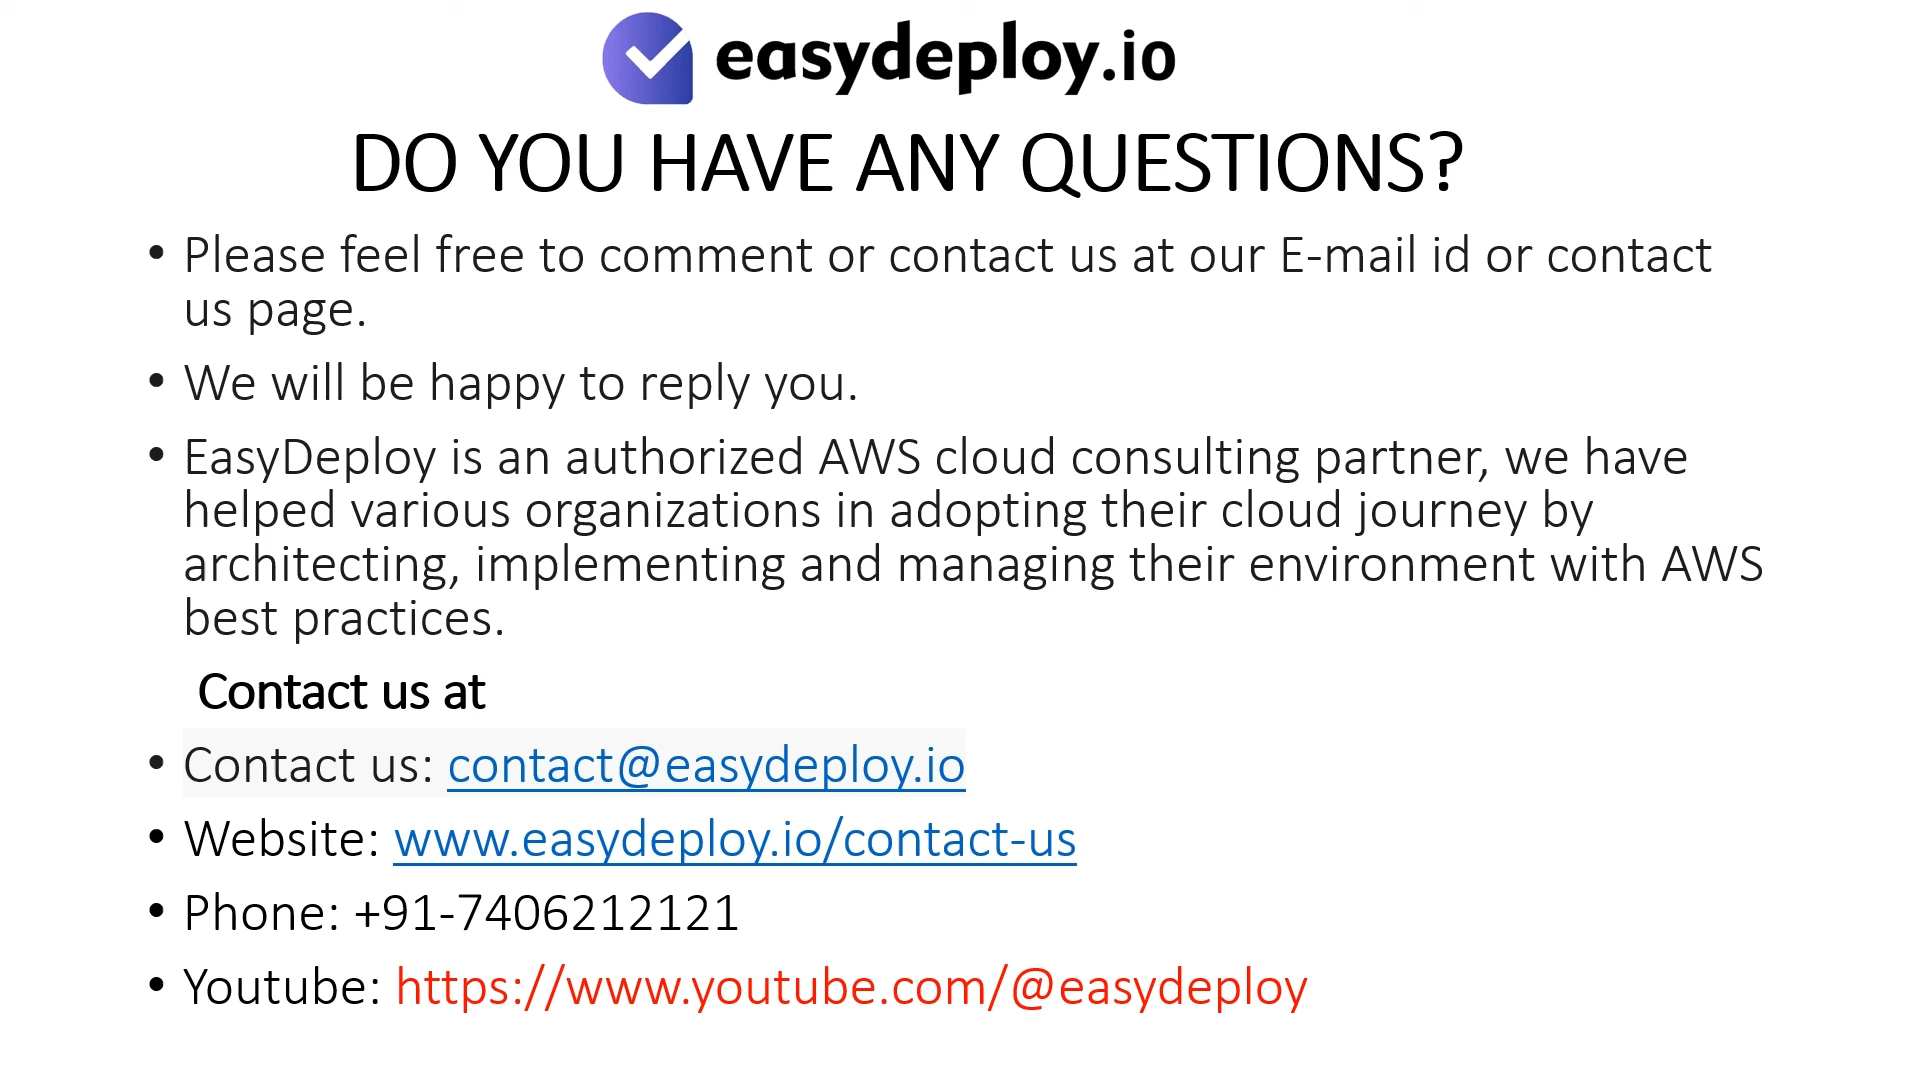 easydeploy.io
DO YOU HAVE ANY QUESTIONS?
• Please feel free to comment or contact us at our E-mail id or contact
us page.
• We will be happy to reply you.
• EasyDeploy is an authorized AWS cloud consulting partner, we have
helped various organizations in adopting their cloud journey by
architecting, implementing and managing their environment with AWS
best practices.
Contact us at
• Contact us: contact@easydeploy.io
• Website: www.easydeploy.io/contact-us
• Phone: +91-7406212121
• Youtube: https://www.youtube.com/@easydeploy